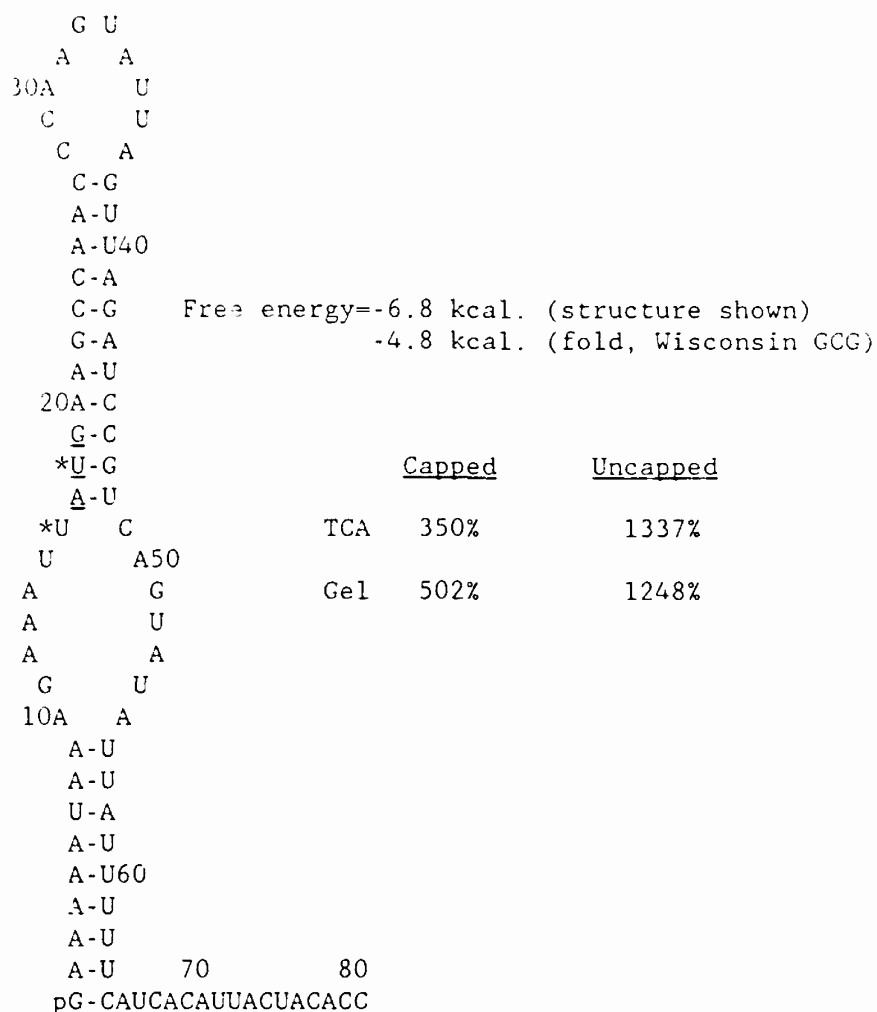 G U
A A
30A U
C U
C A
C-G
A-U
A-U40
C-A
C-G Free energy=-6.8 kcal. (structure shown)
G-A -4.8 kcal. (fold, Wisconsin GCG)
A-U
20A-C
G-C
*U-G Capped Uncapped
A-U
*U C TCA 350% 1337%
U A50
A G Gel 502% 1248%
A U
A A
G U
10A A
A-U
A-U
U-A
A-U
A-U60
A-U
A-U
A-U 70 80
pG-CAUCACAUUACUACACC